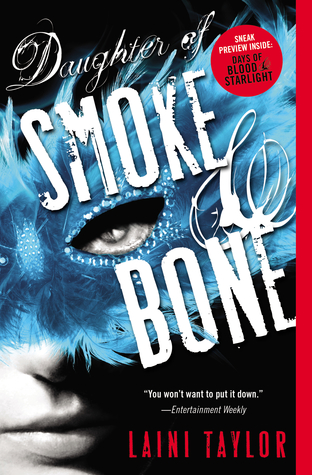 Daughter of
SMOKE
&
BONE
SNEAK
PREVIEW INSIDE:
DAYS OF
BLOOD &
STARLIGHT
"You won't want to put it down."
—Entertainment Weekly
LAINI TAYLOR